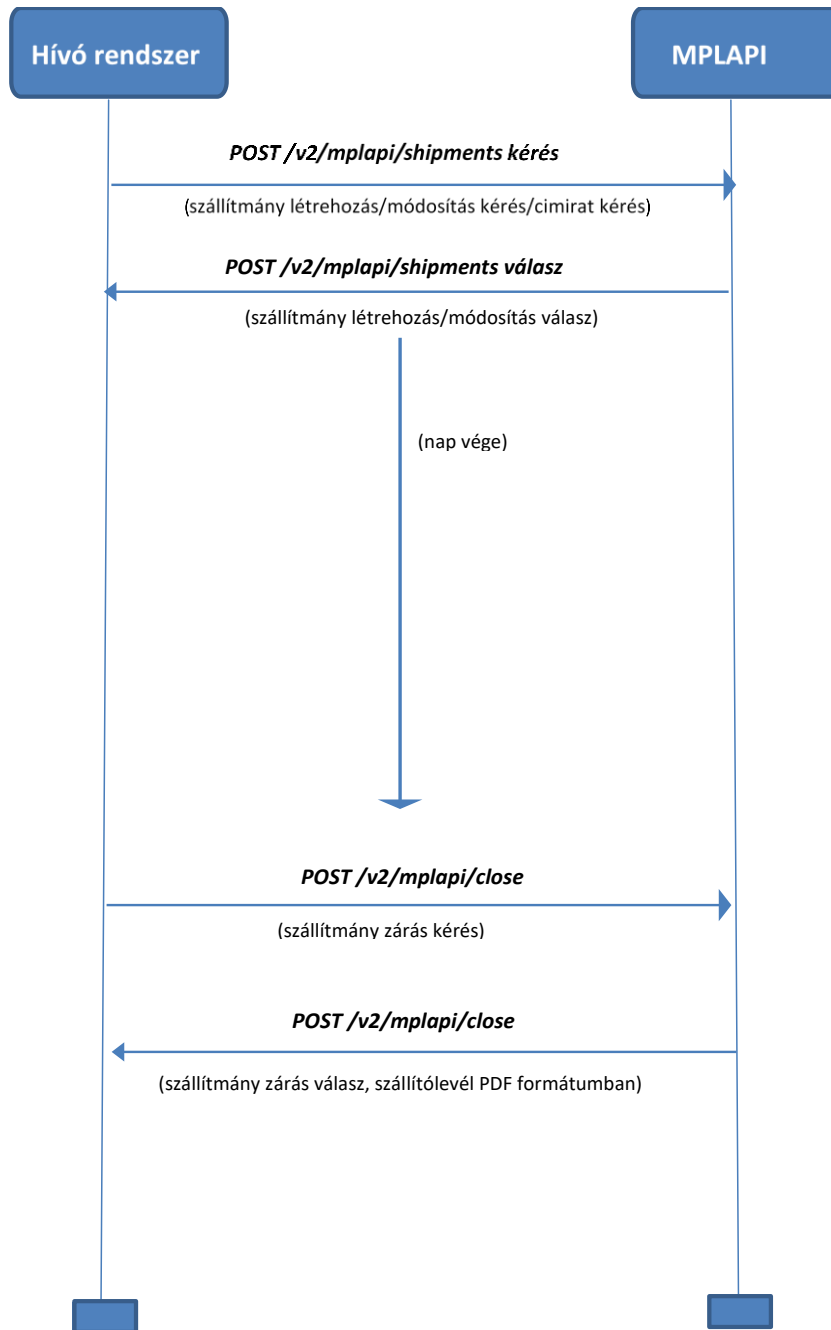 Hívó rendszer
MPLAPI
POST /v2/mplapi/shipments kérés
(szállítmány létrehozás/módosítás kérés/cimirat kérés)
POST /v2/mplapi/shipments válasz
(szállítmány létrehozás/módosítás válasz)
(nap vége)
POST /v2/mplapi/close
(szállítmány zárás kérés)
POST /v2/mplapi/close
(szállítmány zárás válasz, szállítólevél PDF formátumban)